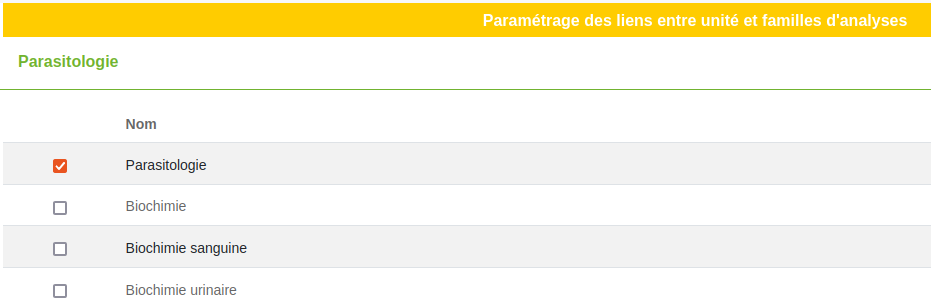 Paramétrage des liens entre unité et familles d'analyses
Parasitologie
Nom
Parasitologie
Biochimie
Biochimie sanguine
Biochimie urinaire